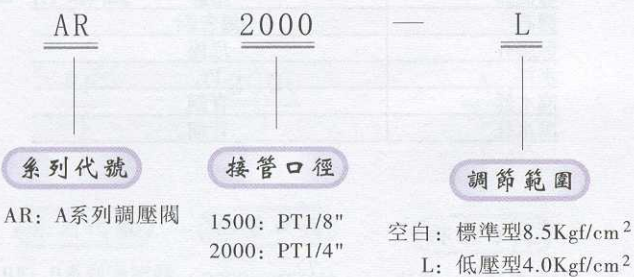 AR 2000 — L
系列代號 接管口徑 調節範圍
AR: A系列調壓閥
1500: PT1/8"
2000: PT1/4"
空白: 標準型8.5Kgf/cm²
L: 低壓型4.0Kgf/cm²